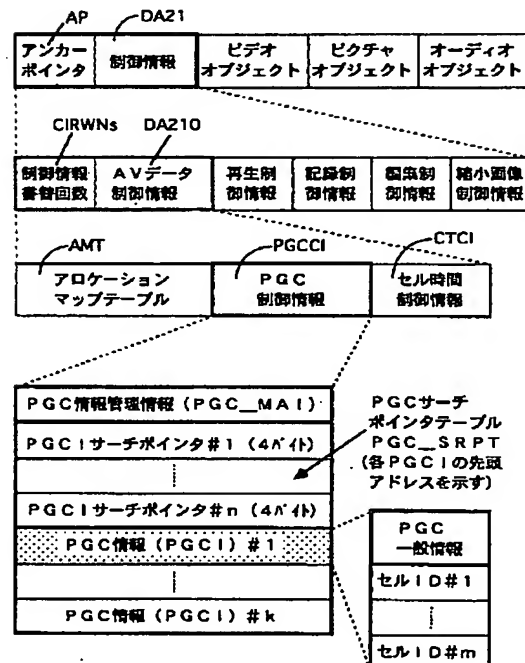 AP
DA21
アンカー
ポインタ
制御情報
ビデオ
オブジェクト
ピクチャ
オブジェクト
オーディオ
オブジェクト
CIRWNs
DA210
制御情報
書替回数
AVデータ
制御情報
再生制
御情報
記録制
御情報
編集制
御情報
縮小画像
制御情報
AMT
PGCCI
CTCI
アロケーション
マップテーブル
PGC
制御情報
セル時間
制御情報
PGC情報管理情報(PGC_MAI)
PGCIサーチポインタ#1(4バイト)
PGCIサーチポインタ#n(4バイト)
PGC情報(PGCI)#1
PGC情報(PGCI)#k
PGCサーチ
ポインタテーブル
PGC_SRPT
(各PGCIの先頭
アドレスを示す)
PGC
一般情報
セルID#1
セルID#m